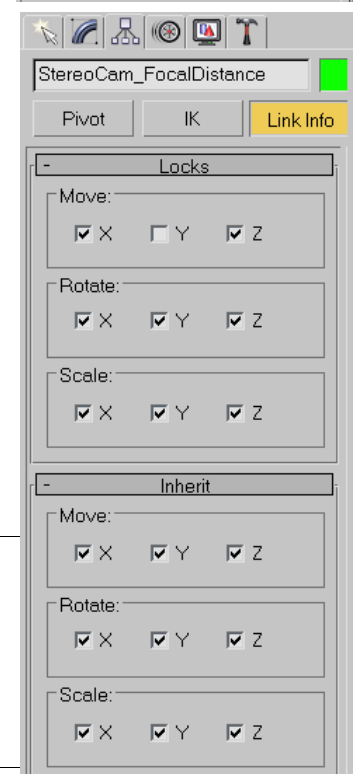 StereoCam_FocalDistance
Pivot IK Link Info
- Locks
Move:
X Y Z
Rotate:
X Y Z
Scale:
X Y Z
- Inherit
Move:
X Y Z
Rotate:
X Y Z
Scale:
X Y Z